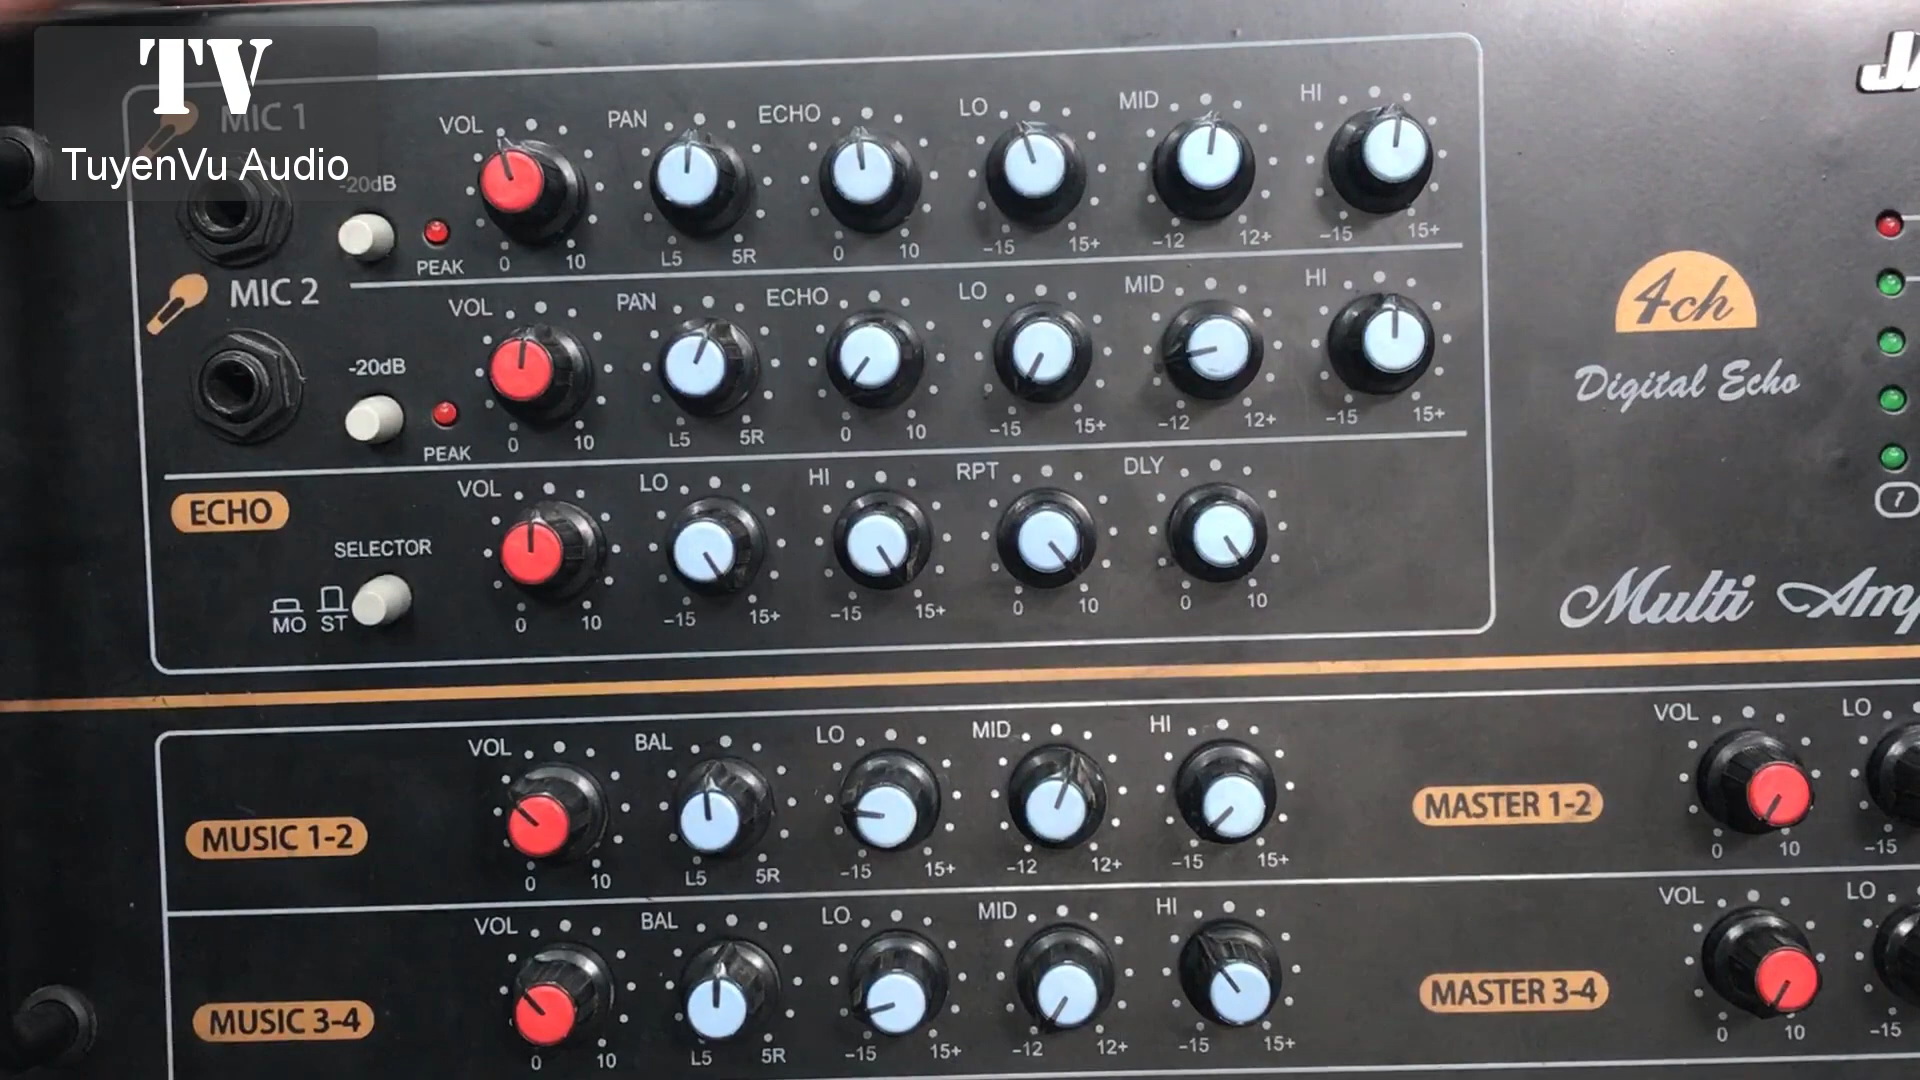 TV
TuyenVu Audio
MIC 1
-20dB
PEAK
VOL PAN ECHO LO MID HI
0 10 L5 5R 0 10 -15 15+ -12 12+ -15 15+
MIC 2
-20dB
PEAK
VOL PAN ECHO LO MID HI
0 10 L5 5R 0 10 -15 15+ -12 12+ -15 15+
ECHO
SELECTOR
MO ST
VOL LO HI RPT DLY
0 10 -15 15+ -15 15+ 0 10 0 10
4ch
Digital Echo
1
Multi
MUSIC 1-2
VOL BAL LO MID HI
0 10 L5 5R -15 15+ -12 12+ -15 15+
MASTER 1-2
VOL LO
0 10 -15
MUSIC 3-4
VOL BAL LO MID HI
0 10 L5 5R -15 15+ -12 12+ -15 15+
MASTER 3-4
VOL LO
0 10 -15